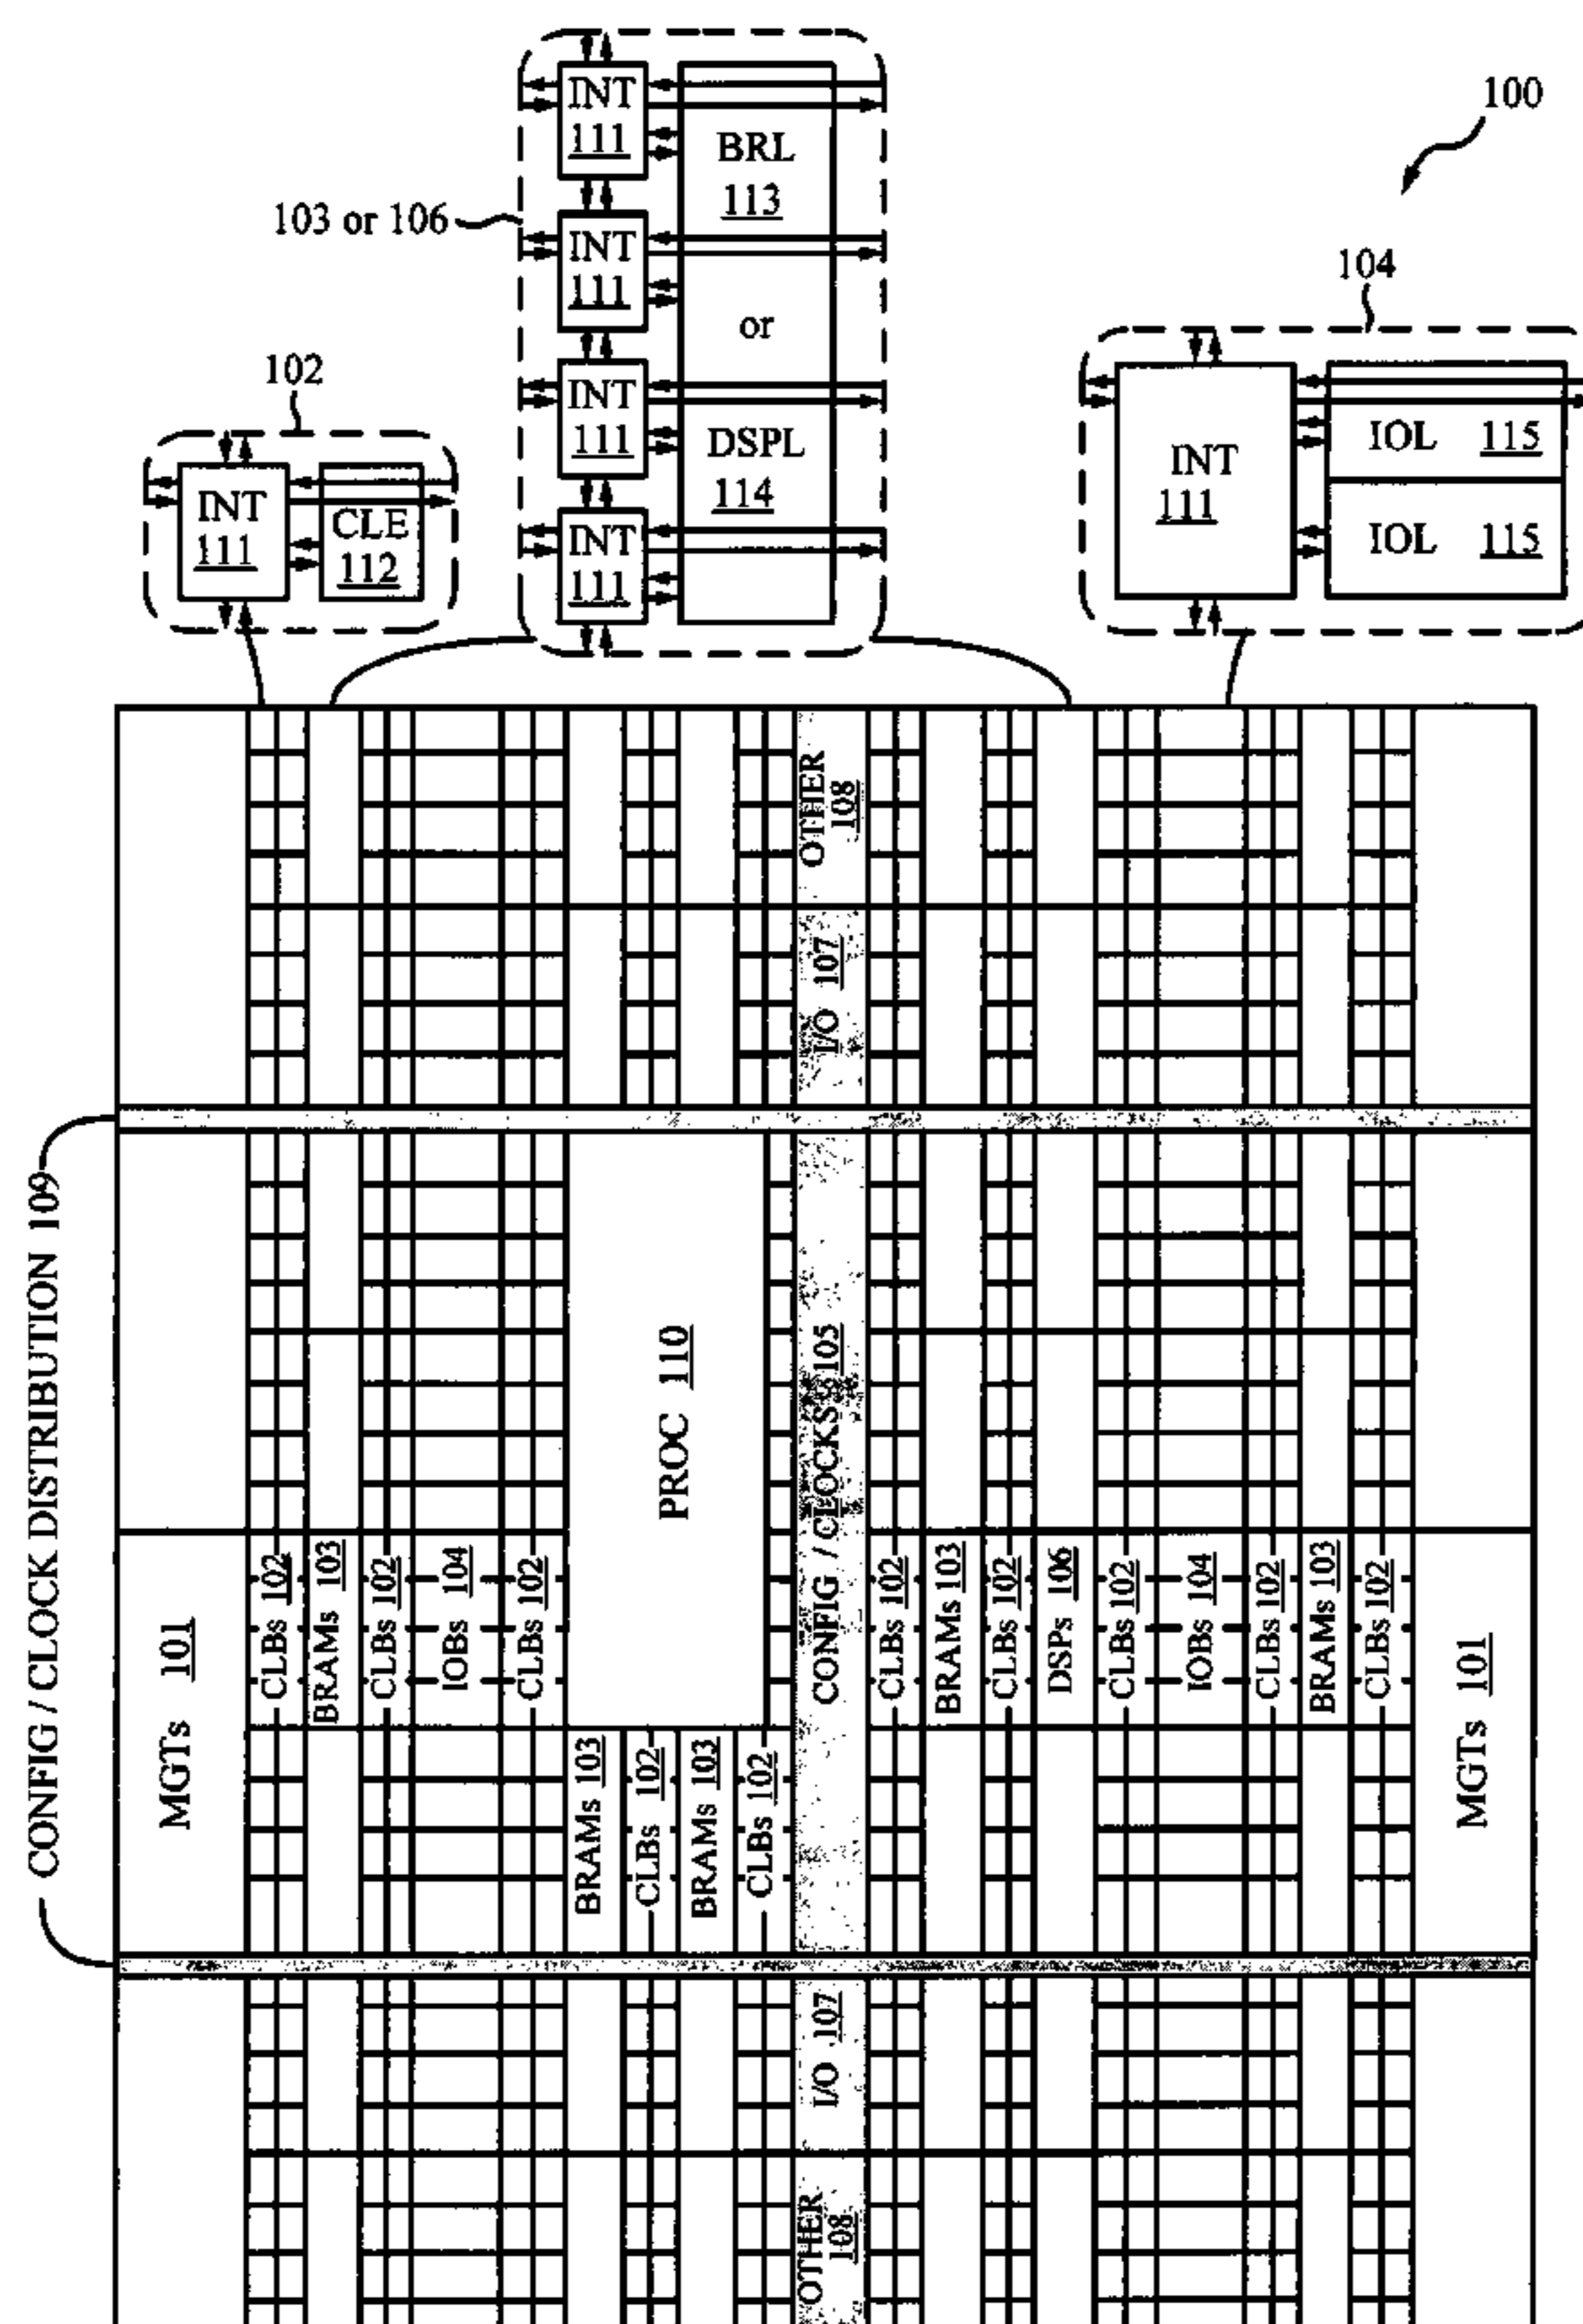 100
INT
111
INT
111
INT
111
INT
111
BRL
113
or
DSPL
114
103 or 106
104
INT
111
IOL 115
IOL 115
102
INT
111
CLE
112
OTHER
108
I/O 107
CONFIG / CLOCK DISTRIBUTION 109
PROC 110
CONFIG / CLOCKS 105
MGTs 101
CLBs 102
BRAMs 103
CLBs 102
IOBs 104
CLBs 102
CLBs 102
BRAMs 103
CLBs 102
DSPs 106
CLBs 102
IOBs 104
CLBs 102
BRAMs 103
CLBs 102
MGTs 101
BRAMs 103
CLBs 102
BRAMs 103
CLBs 102
I/O 107
OTHER
108